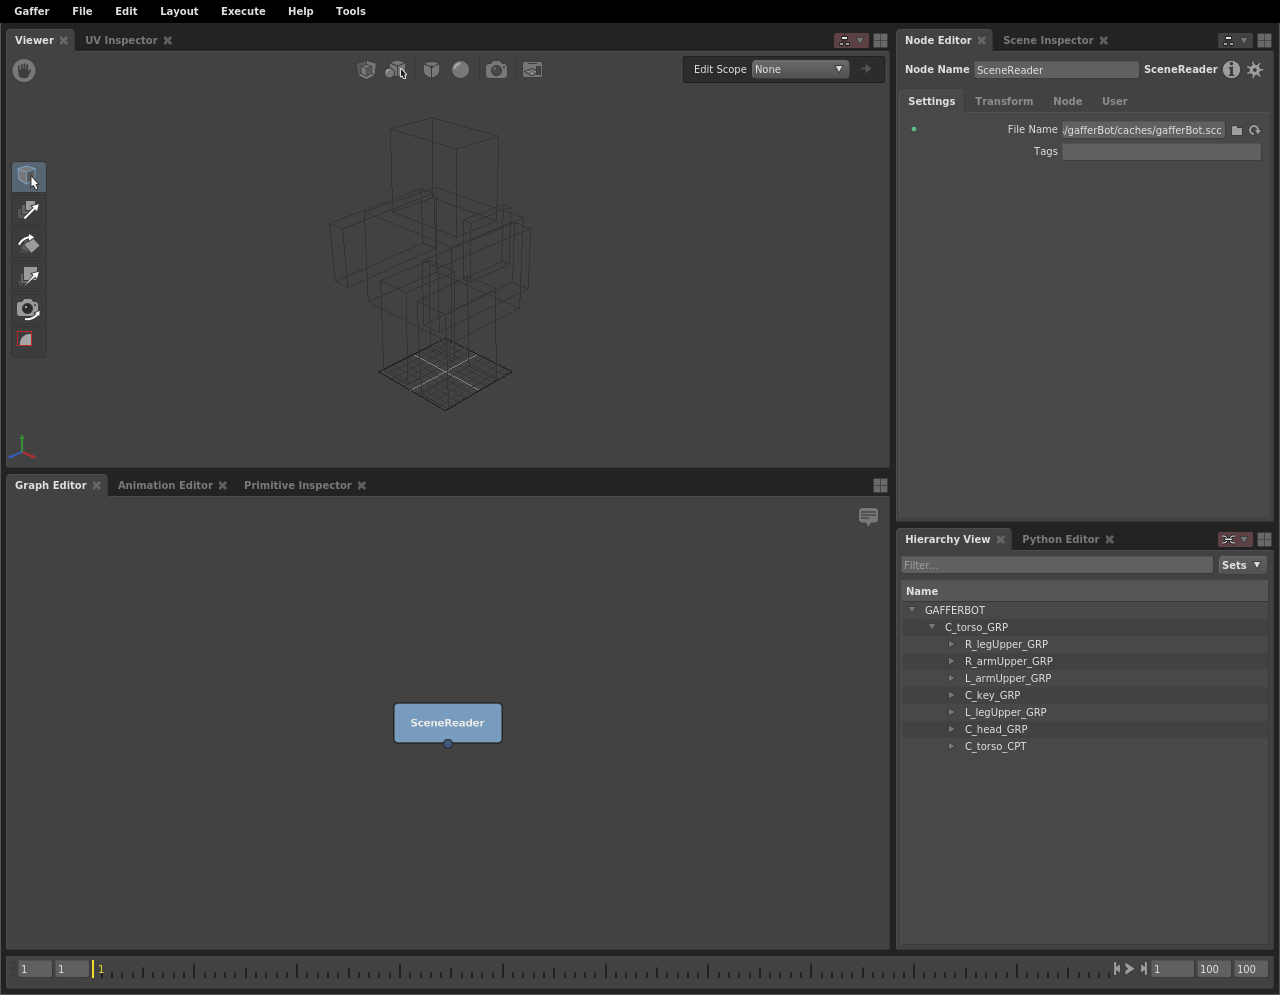 Gaffer File Edit Layout Execute Help Tools
Viewer UV Inspector
Edit Scope None
Graph Editor Animation Editor Primitive Inspector
SceneReader
Node Editor Scene Inspector
Node Name SceneReader SceneReader
Settings Transform Node User
File Name /gafferBot/caches/gafferBot.scc
Tags
Hierarchy View Python Editor
Filter... Sets
Name
GAFFERBOT
C_torso_GRP
R_legUpper_GRP
R_armUpper_GRP
L_armUpper_GRP
C_key_GRP
L_legUpper_GRP
C_head_GRP
C_torso_CPT
1 1 1 1 100 100